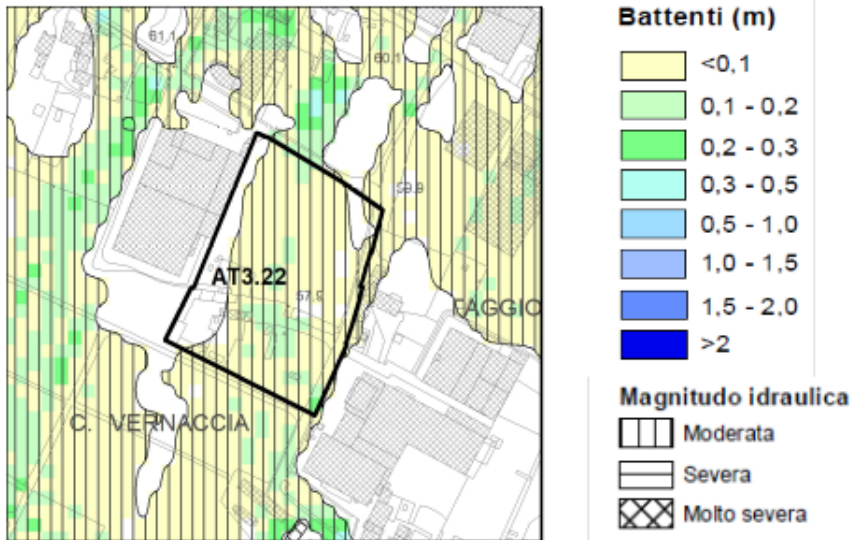 61.1
60.1
59.9
AT3.22
57.9
FAGGIO
C. VERNACCIA
Battenti (m)
<0,1
0,1 - 0,2
0,2 - 0,3
0,3 - 0,5
0,5 - 1,0
1,0 - 1,5
1,5 - 2,0
>2
Magnitudo idraulica
Moderata
Severa
Molto severa